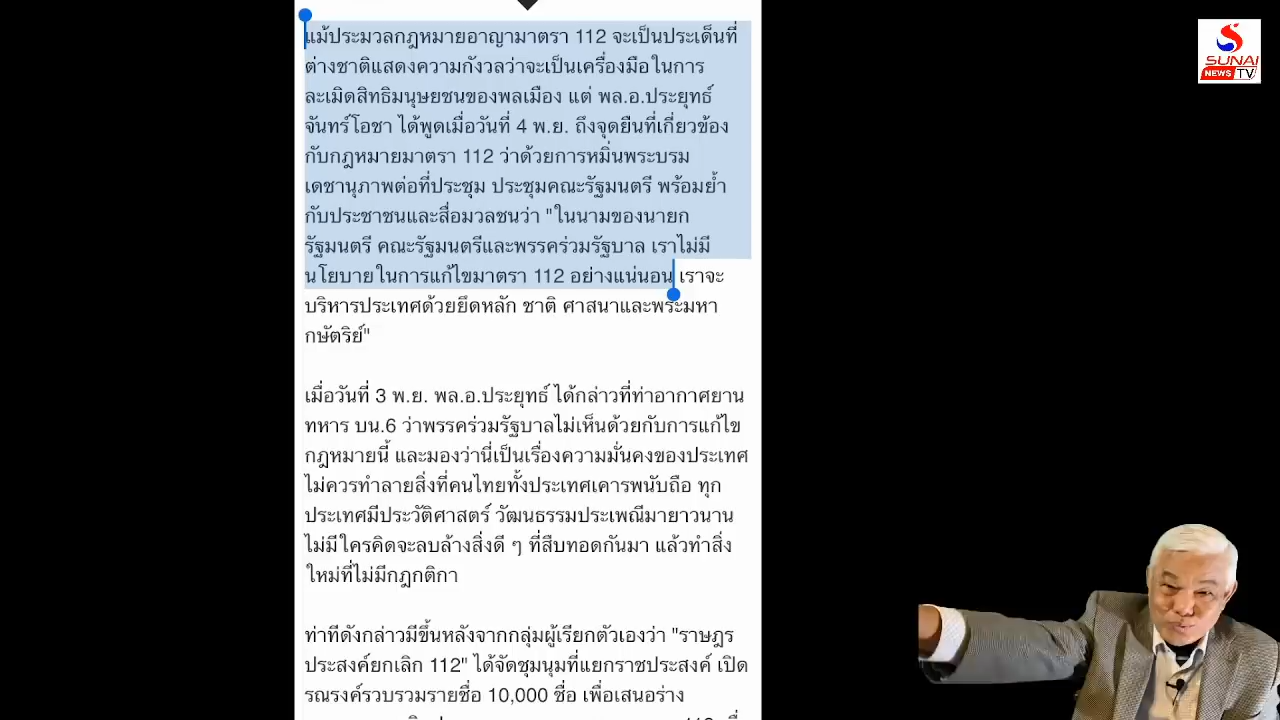 แม้ประมวลกฎหมายอาญามาตรา 112 จะเป็นประเด็นที่
ต่างชาติแสดงความกังวลว่าจะเป็นเครื่องมือในการ
ละเมิดสิทธิมนุษยชนของพลเมือง แต่ พล.อ.ประยุทธ์
จันทร์โอชา ได้พูดเมื่อวันที่ 4 พ.ย. ถึงจุดยืนที่เกี่ยวข้อง
กับกฎหมายมาตรา 112 ว่าด้วยการหมิ่นพระบรม
เดชานุภาพต่อที่ประชุม ประชุมคณะรัฐมนตรี พร้อมย้ำ
กับประชาชนและสื่อมวลชนว่า "ในนามของนายก
รัฐมนตรี คณะรัฐมนตรีและพรรคร่วมรัฐบาล เราไม่มี
นโยบายในการแก้ไขมาตรา 112 อย่างแน่นอน เราจะ
บริหารประเทศด้วยยึดหลัก ชาติ ศาสนาและพระมหา
กษัตริย์"
เมื่อวันที่ 3 พ.ย. พล.อ.ประยุทธ์ ได้กล่าวที่ท่าอากาศยาน
ทหาร บน.6 ว่าพรรคร่วมรัฐบาลไม่เห็นด้วยกับการแก้ไข
กฎหมายนี้ และมองว่านี่เป็นเรื่องความมั่นคงของประเทศ
ไม่ควรทำลายสิ่งที่คนไทยทั้งประเทศเคารพนับถือ ทุก
ประเทศมีประวัติศาสตร์ วัฒนธรรมประเพณีมายาวนาน
ไม่มีใครคิดจะลบล้างสิ่งดี ๆ ที่สืบทอดกันมา แล้วทำสิ่ง
ใหม่ที่ไม่มีกฎกติกา
ท่าทีดังกล่าวมีขึ้นหลังจากกลุ่มผู้เรียกตัวเองว่า "ราษฎร
ประสงค์ยกเลิก 112" ได้จัดชุมนุมที่แยกราชประสงค์ เปิด
รณรงค์รวบรวมรายชื่อ 10,000 ชื่อ เพื่อเสนอร่าง
SUNAI
NEWS TV